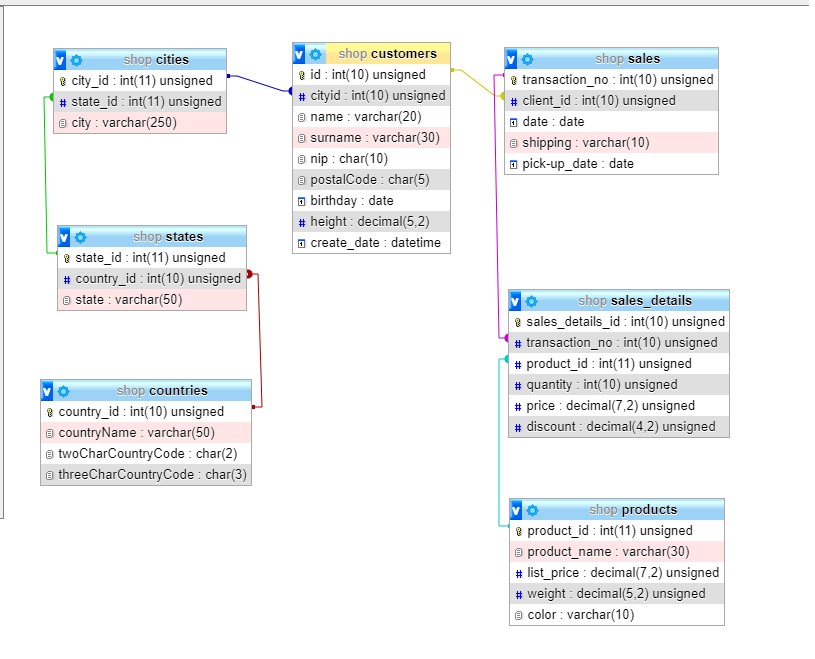 shop cities
city_id : int(11) unsigned
state_id : int(11) unsigned
city : varchar(250)
shop customers
id : int(10) unsigned
cityid : int(10) unsigned
name : varchar(20)
surname : varchar(30)
nip : char(10)
postalCode : char(5)
birthday : date
height : decimal(5,2)
create_date : datetime
shop sales
transaction_no : int(10) unsigned
client_id : int(10) unsigned
date : date
shipping : varchar(10)
pick-up_date : date
shop states
state_id : int(11) unsigned
country_id : int(10) unsigned
state : varchar(50)
shop sales_details
sales_details_id : int(10) unsigned
transaction_no : int(10) unsigned
product_id : int(11) unsigned
quantity : int(10) unsigned
price : decimal(7,2) unsigned
discount : decimal(4,2) unsigned
shop countries
country_id : int(10) unsigned
countryName : varchar(50)
twoCharCountryCode : char(2)
threeCharCountryCode : char(3)
shop products
product_id : int(11) unsigned
product_name : varchar(30)
list_price : decimal(7,2) unsigned
weight : decimal(5,2) unsigned
color : varchar(10)